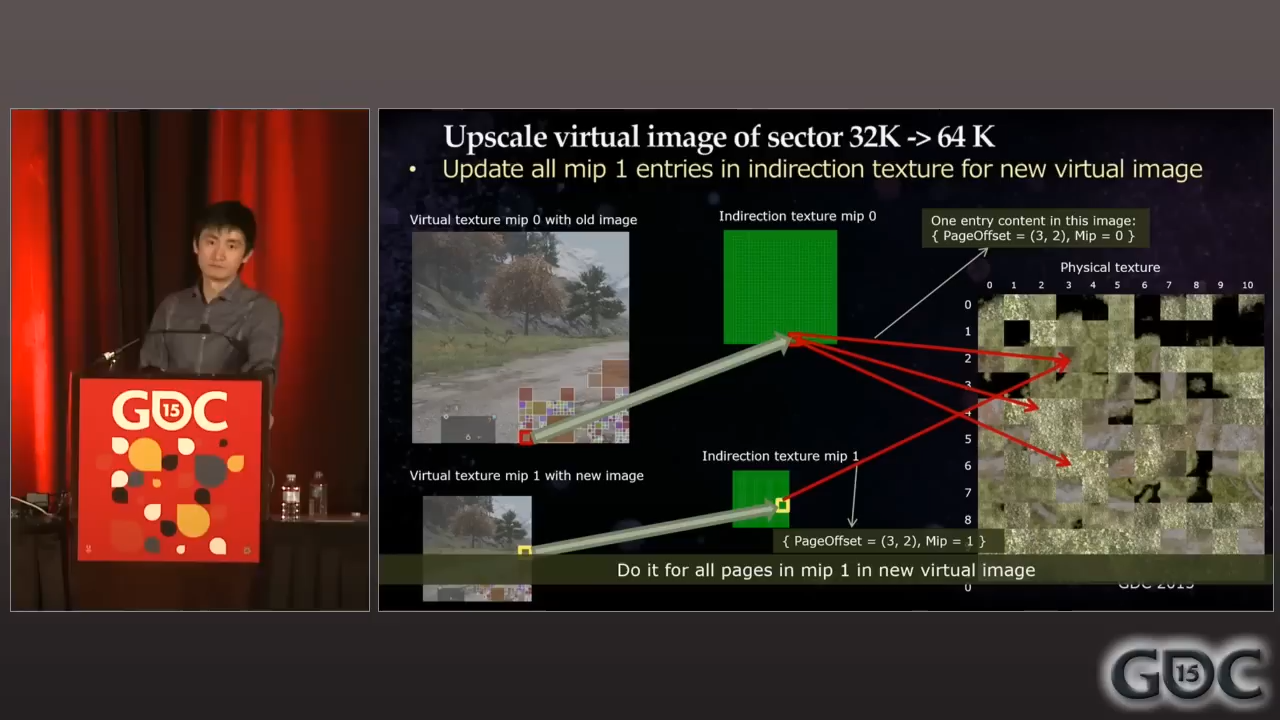 Upscale virtual image of sector 32K -> 64 K
• Update all mip 1 entries in indirection texture for new virtual image
Virtual texture mip 0 with old image
Indirection texture mip 0
One entry content in this image:
{ PageOffset = (3, 2), Mip = 0 }
Physical texture
0 1 2 3 4 5 6 7 8 9 10
0
1
2
3
4
5
6
7
8
0
6
Indirection texture mip 1
Virtual texture mip 1 with new image
{ PageOffset = (3, 2), Mip = 1 }
Do it for all pages in mip 1 in new virtual image
GDC 2015
GDC 15
GDC 15